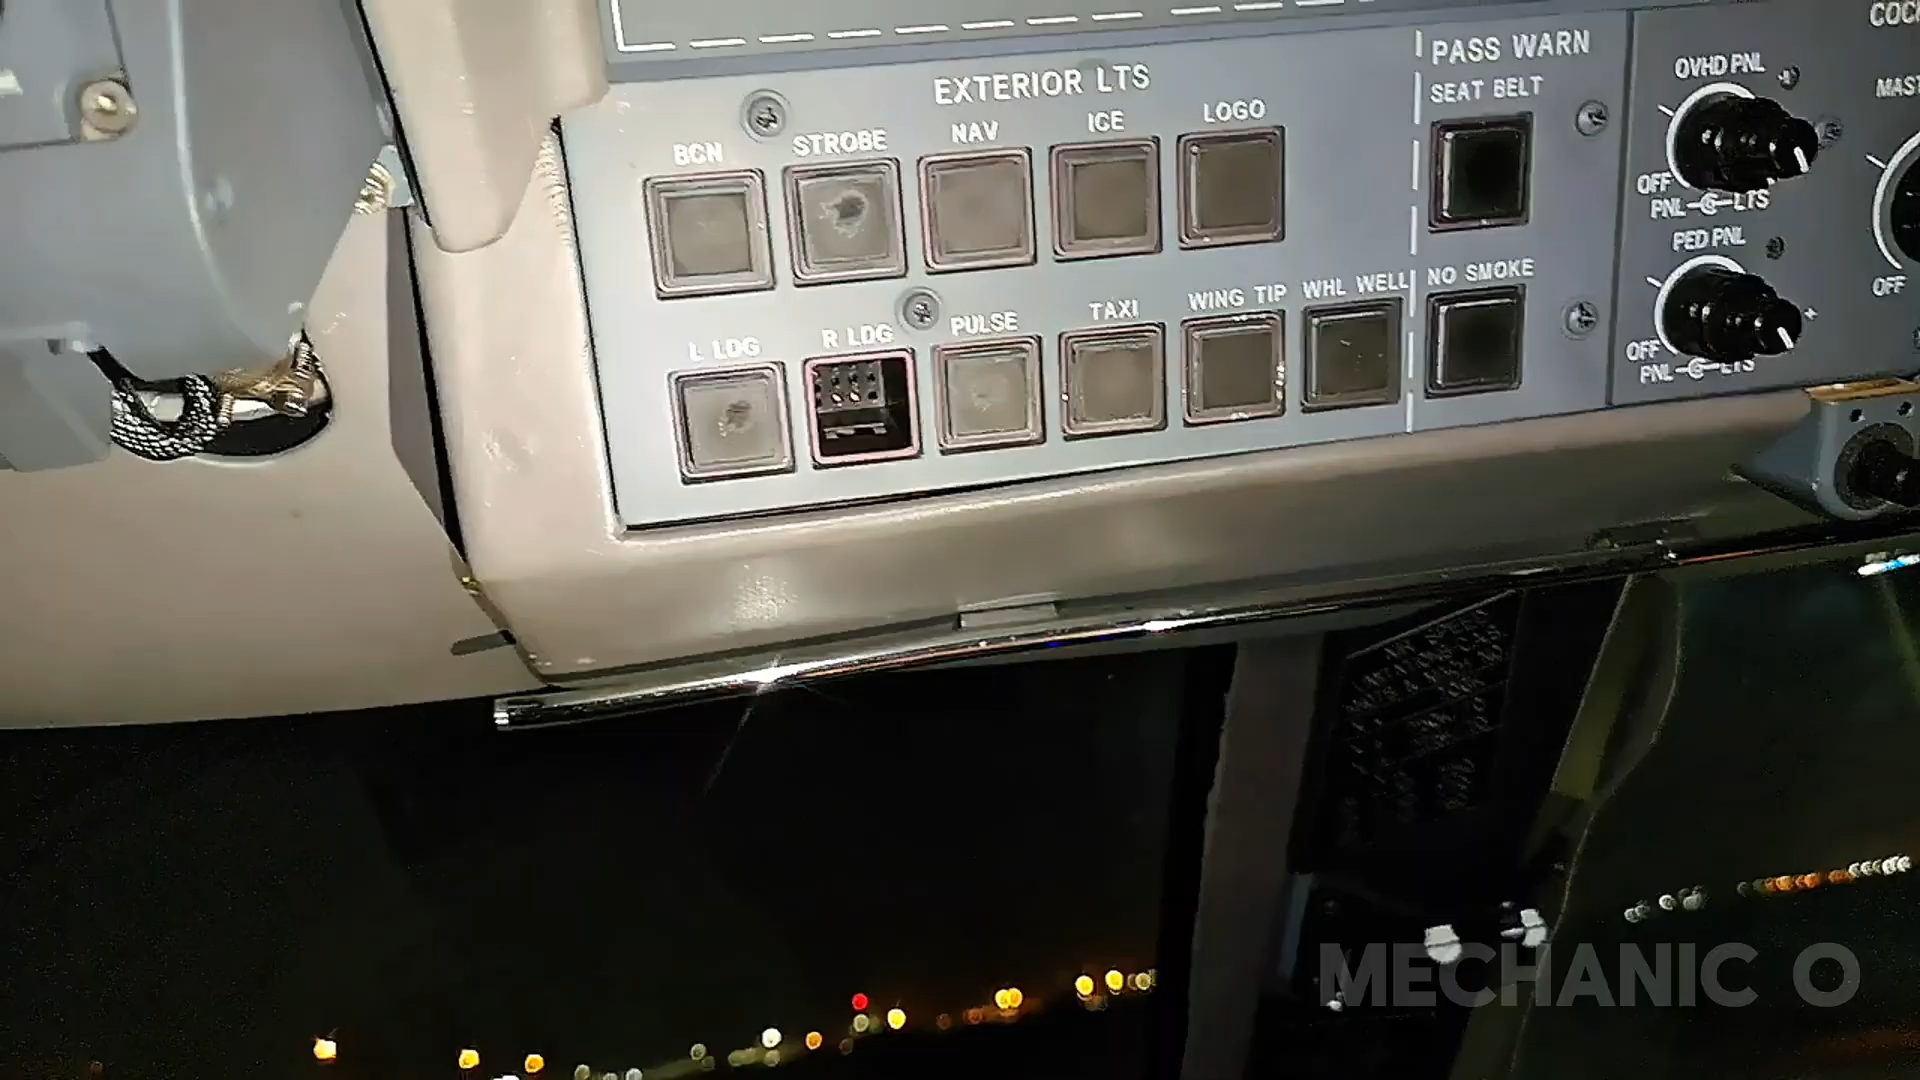 EXTERIOR LTS
BCN
STROBE
NAV
ICE
LOGO
L LDG
R LDG
PULSE
TAXI
WING TIP
WHL WELL
PASS WARN
SEAT BELT
NO SMOKE
OVHD PNL
OFF
PNL LTS
PED PNL
OFF
PNL LTS
OFF
MECHANIC O